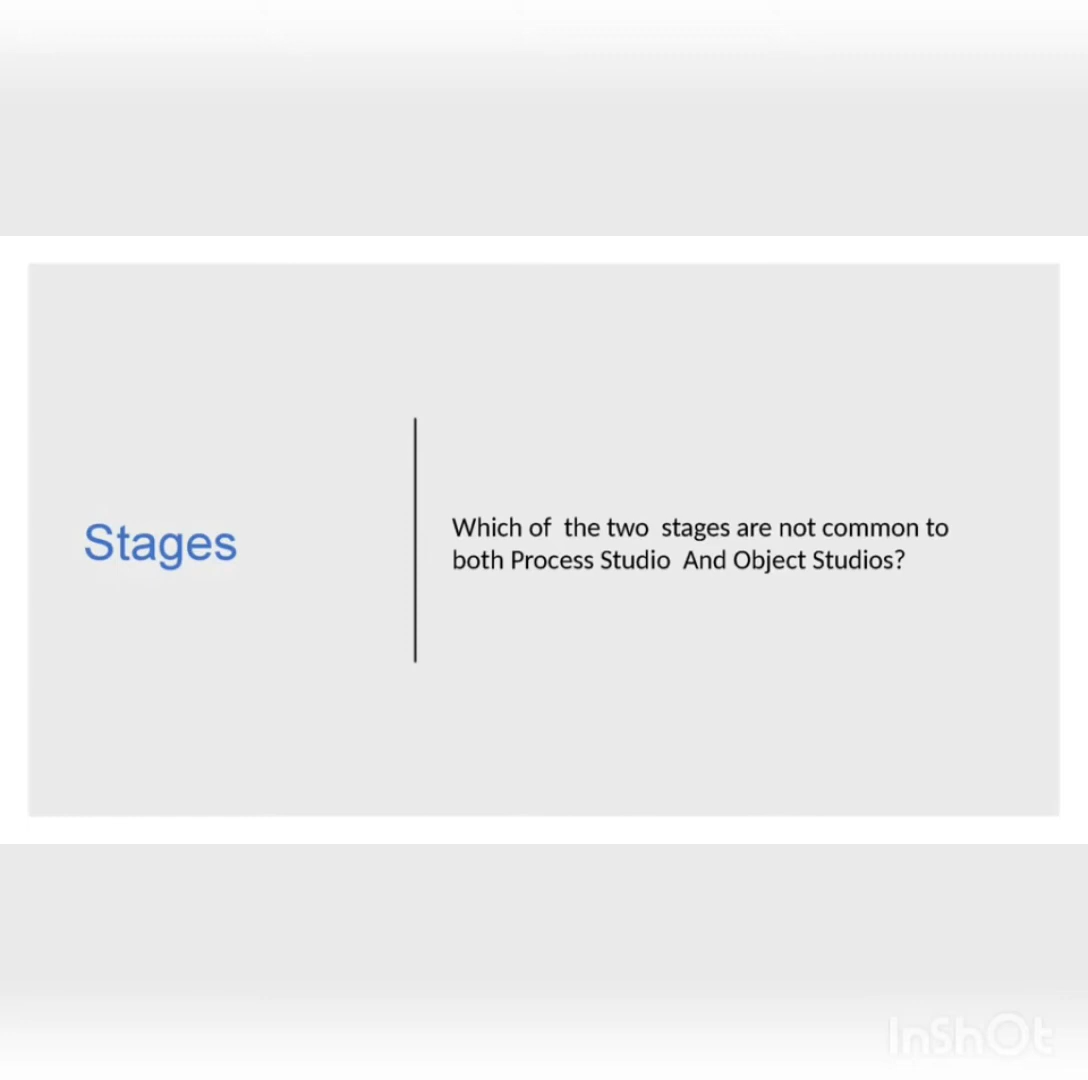 Stages
Which of the two stages are not common to
both Process Studio And Object Studios?
InShOt